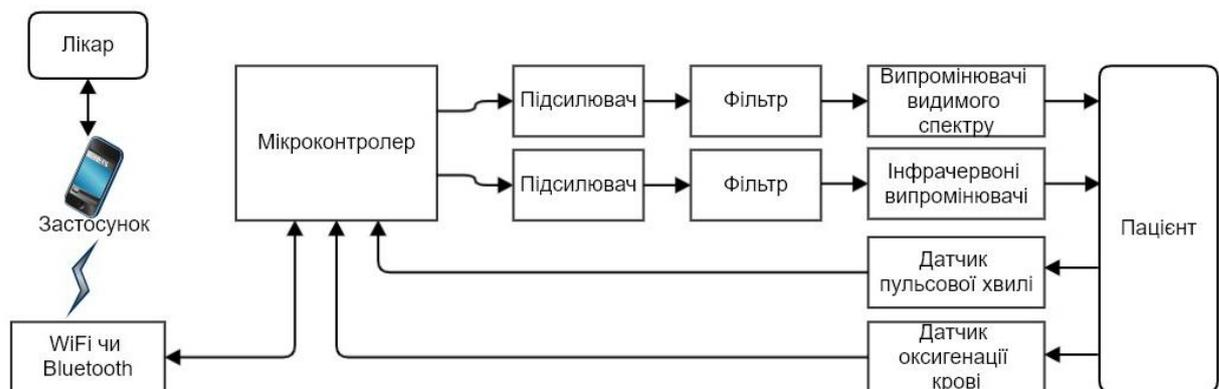 Лікар
Застосунок
WiFi чи
Bluetooth
Мікроконтролер
Підсилювач
Фільтр
Випромінювачі
видимого
спектру
Підсилювач
Фільтр
Інфрачервоні
випромінювачі
Датчик
пульсової хвилі
Датчик
оксигенації
крові
Пацієнт